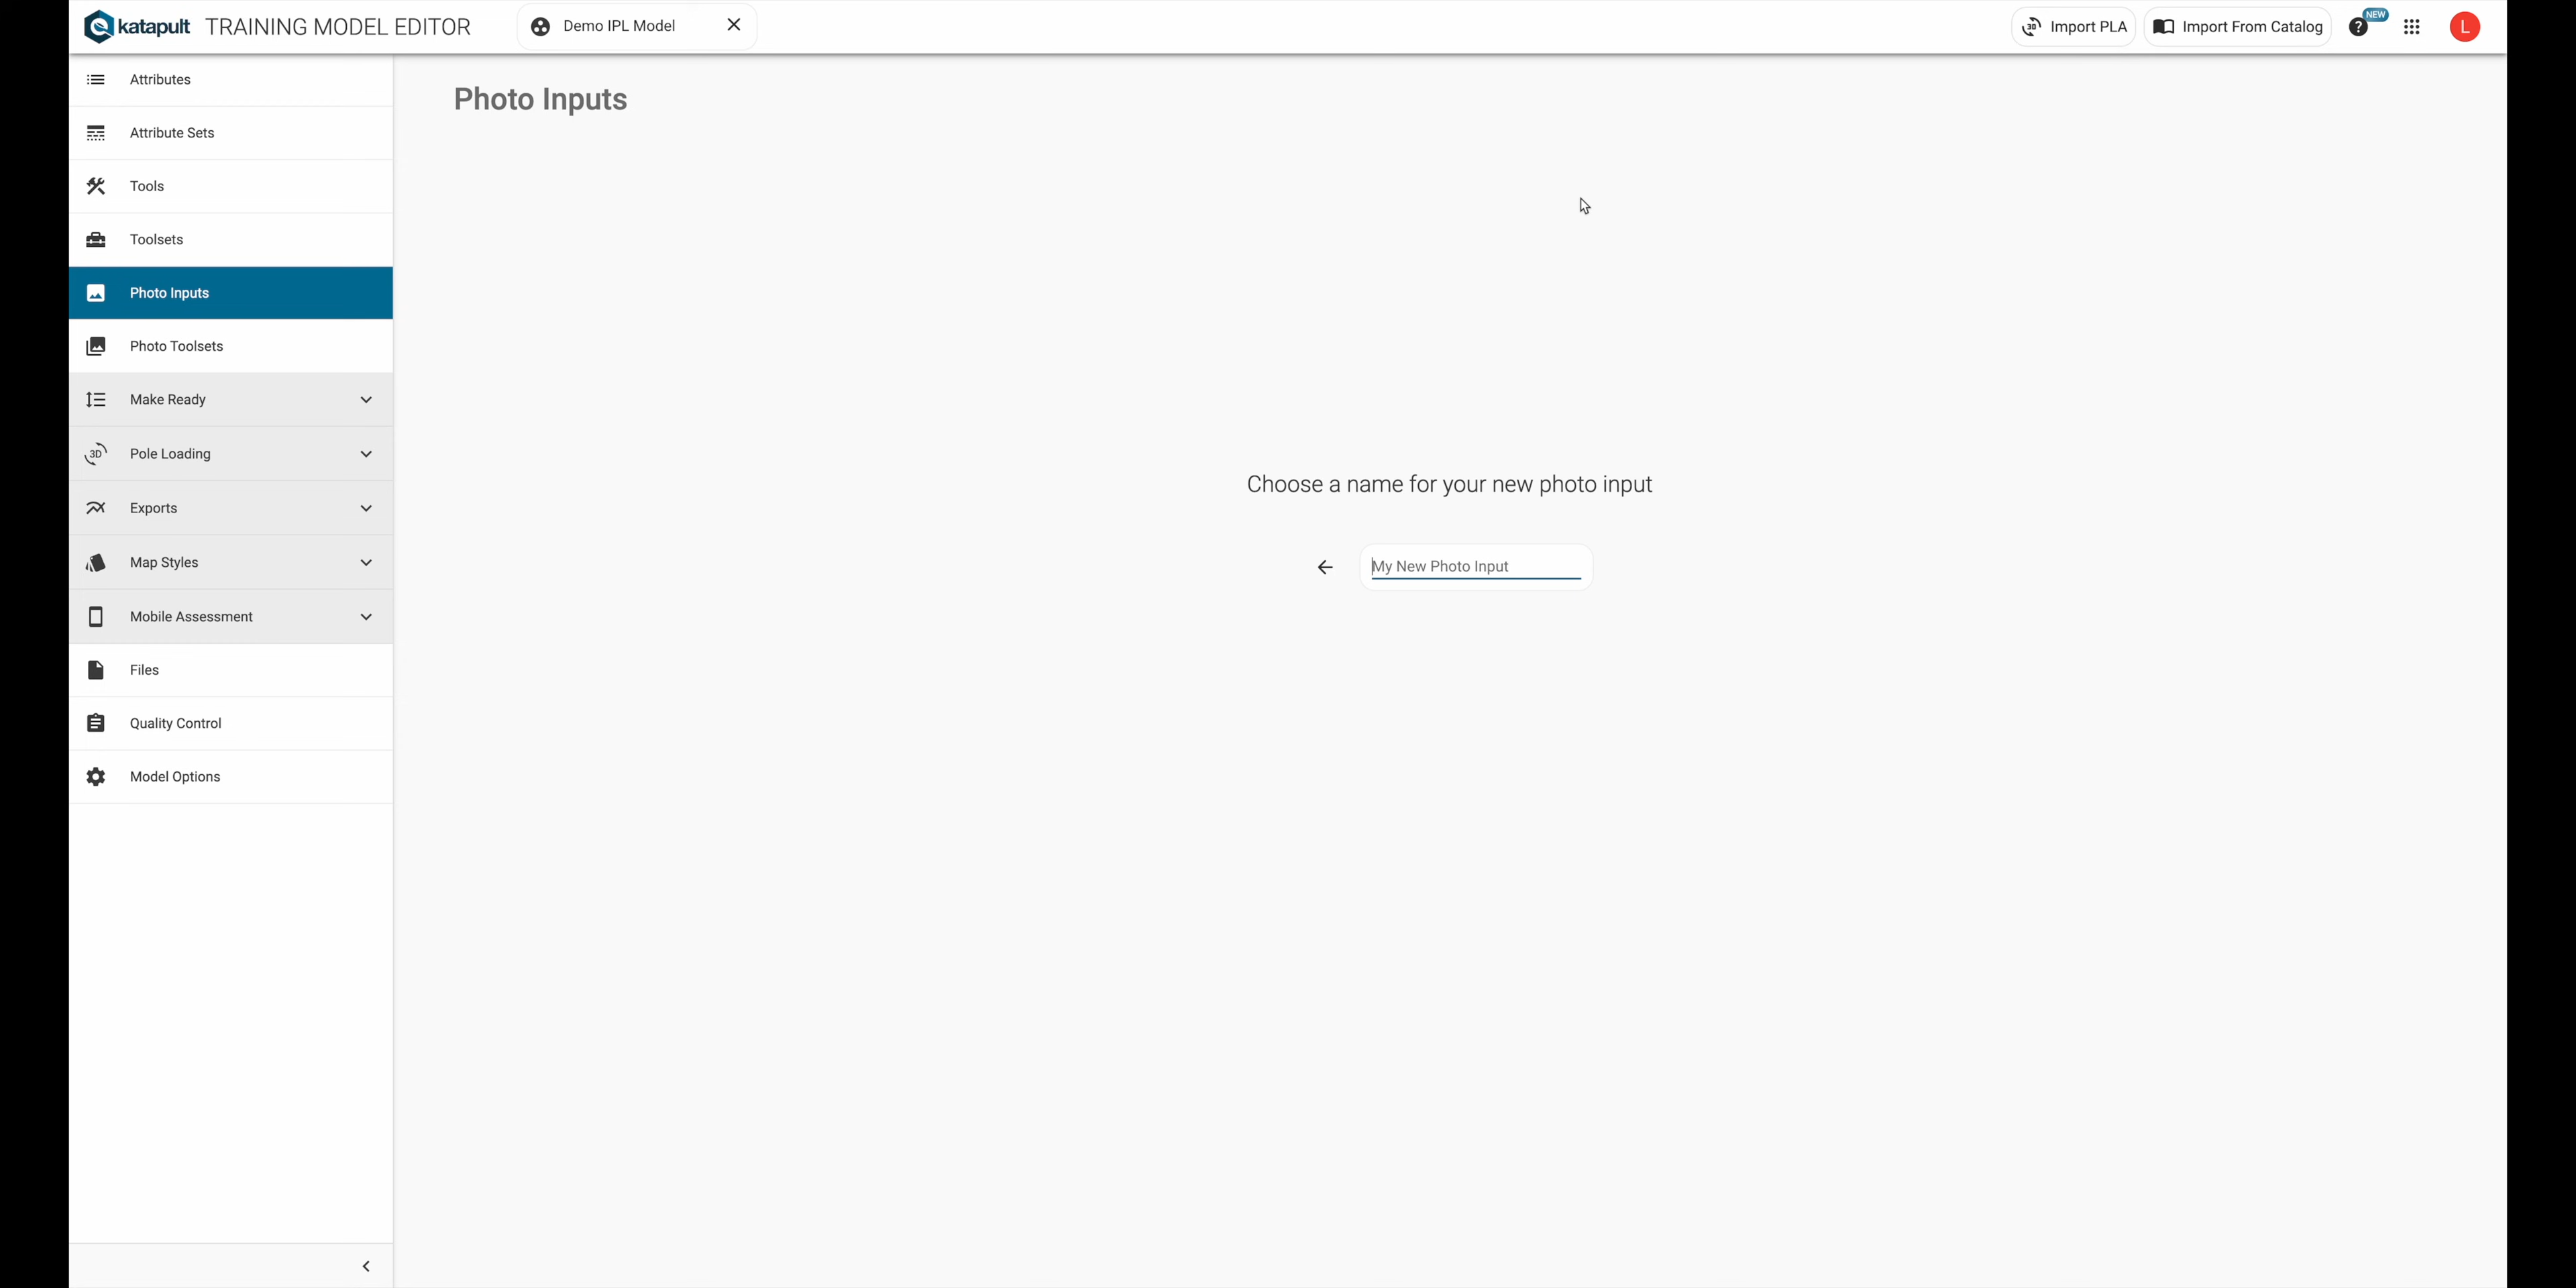 katapult TRAINING MODEL EDITOR
Demo IPL Model
3D Import PLA
Import From Catalog
? NEW
L
Attributes
Attribute Sets
Tools
Toolsets
Photo Inputs
Photo Toolsets
Make Ready
3D Pole Loading
Exports
Map Styles
Mobile Assessment
Files
Quality Control
Model Options
Photo Inputs
Choose a name for your new photo input
My New Photo Input